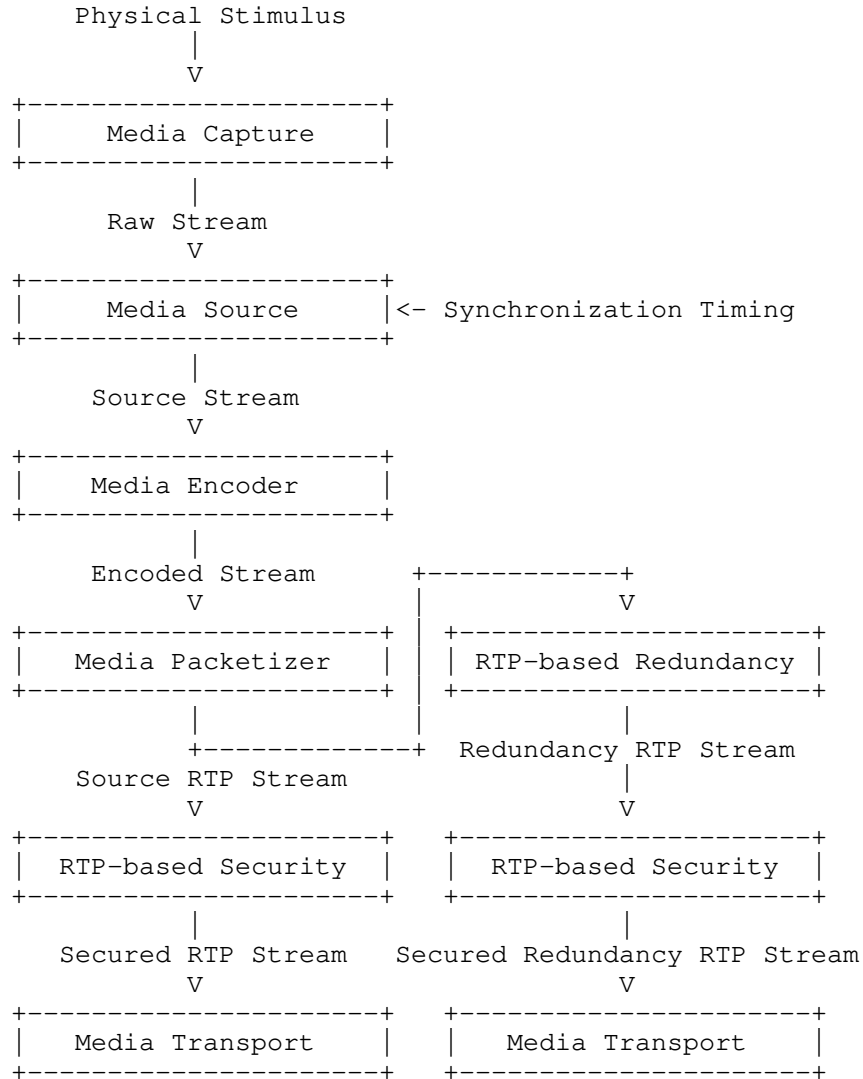 Physical Stimulus
|
V
+----------------------+
| Media Capture |
+----------------------+
|
Raw Stream
V
+----------------------+
| Media Source |<- Synchronization Timing
+----------------------+
|
Source Stream
V
+----------------------+
| Media Encoder |
+----------------------+
|
Encoded Stream +------------+
V | V
+----------------------+ | +----------------------+
| Media Packetizer | | | RTP-based Redundancy |
+----------------------+ | +----------------------+
| | |
+-------------+ Redundancy RTP Stream
Source RTP Stream |
V V
+----------------------+ +----------------------+
| RTP-based Security | | RTP-based Security |
+----------------------+ +----------------------+
| |
Secured RTP Stream Secured Redundancy RTP Stream
V V
+----------------------+ +----------------------+
| Media Transport | | Media Transport |
+----------------------+ +----------------------+